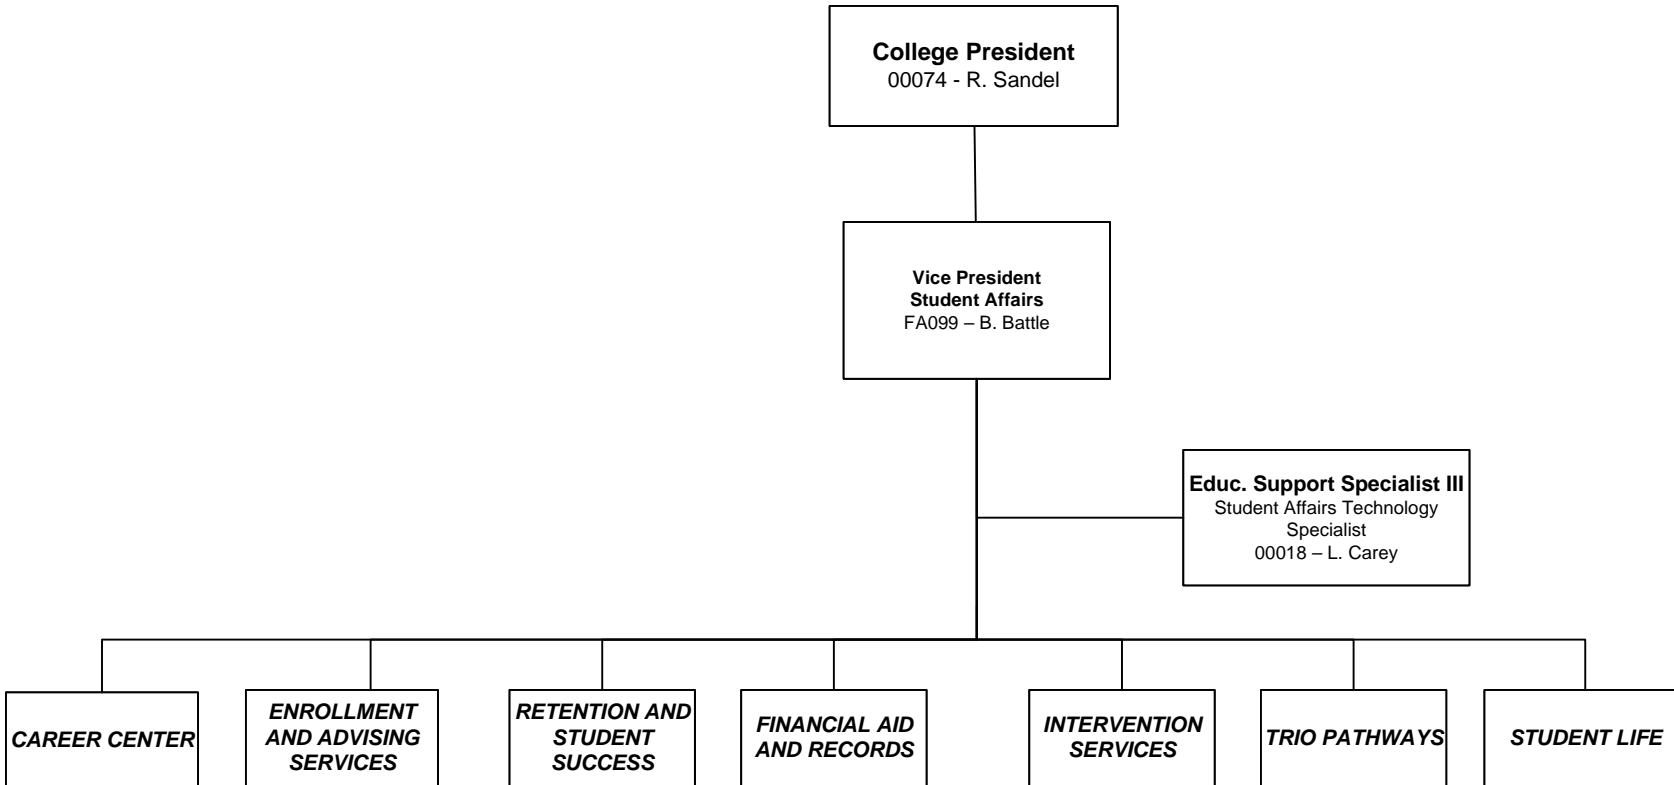 College President
00074 - R. Sandel
Vice President
Student Affairs
FA099 – B. Battle
Educ. Support Specialist III
Student Affairs Technology
Specialist
00018 – L. Carey
CAREER CENTER
ENROLLMENT
AND ADVISING
SERVICES
RETENTION AND
STUDENT
SUCCESS
FINANCIAL AID
AND RECORDS
INTERVENTION
SERVICES
TRIO PATHWAYS
STUDENT LIFE